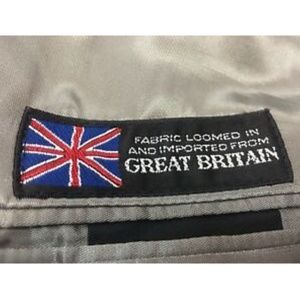 FABRIC LOOMED IN
AND IMPORTED FROM
GREAT BRITAIN